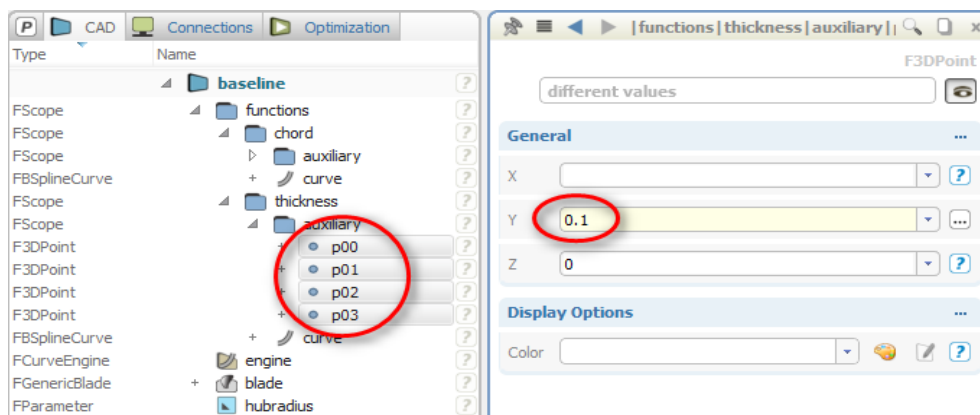 P CAD Connections Optimization
Type Name
baseline ?
FScope functions ?
FScope chord ?
FScope auxiliary ?
FBSplineCurve + curve ?
FScope thickness ?
FScope auxiliary ?
F3DPoint + p00 ?
F3DPoint + p01 ?
F3DPoint + p02 ?
F3DPoint + p03 ?
FBSplineCurve + curve ?
FCurveEngine engine ?
FGenericBlade + blade ?
FParameter hubradius ?
|functions|thickness|auxiliary| x
F3DPoint
different values
General ...
X ?
Y 0.1 ...
Z 0 ?
Display Options ...
Color ?